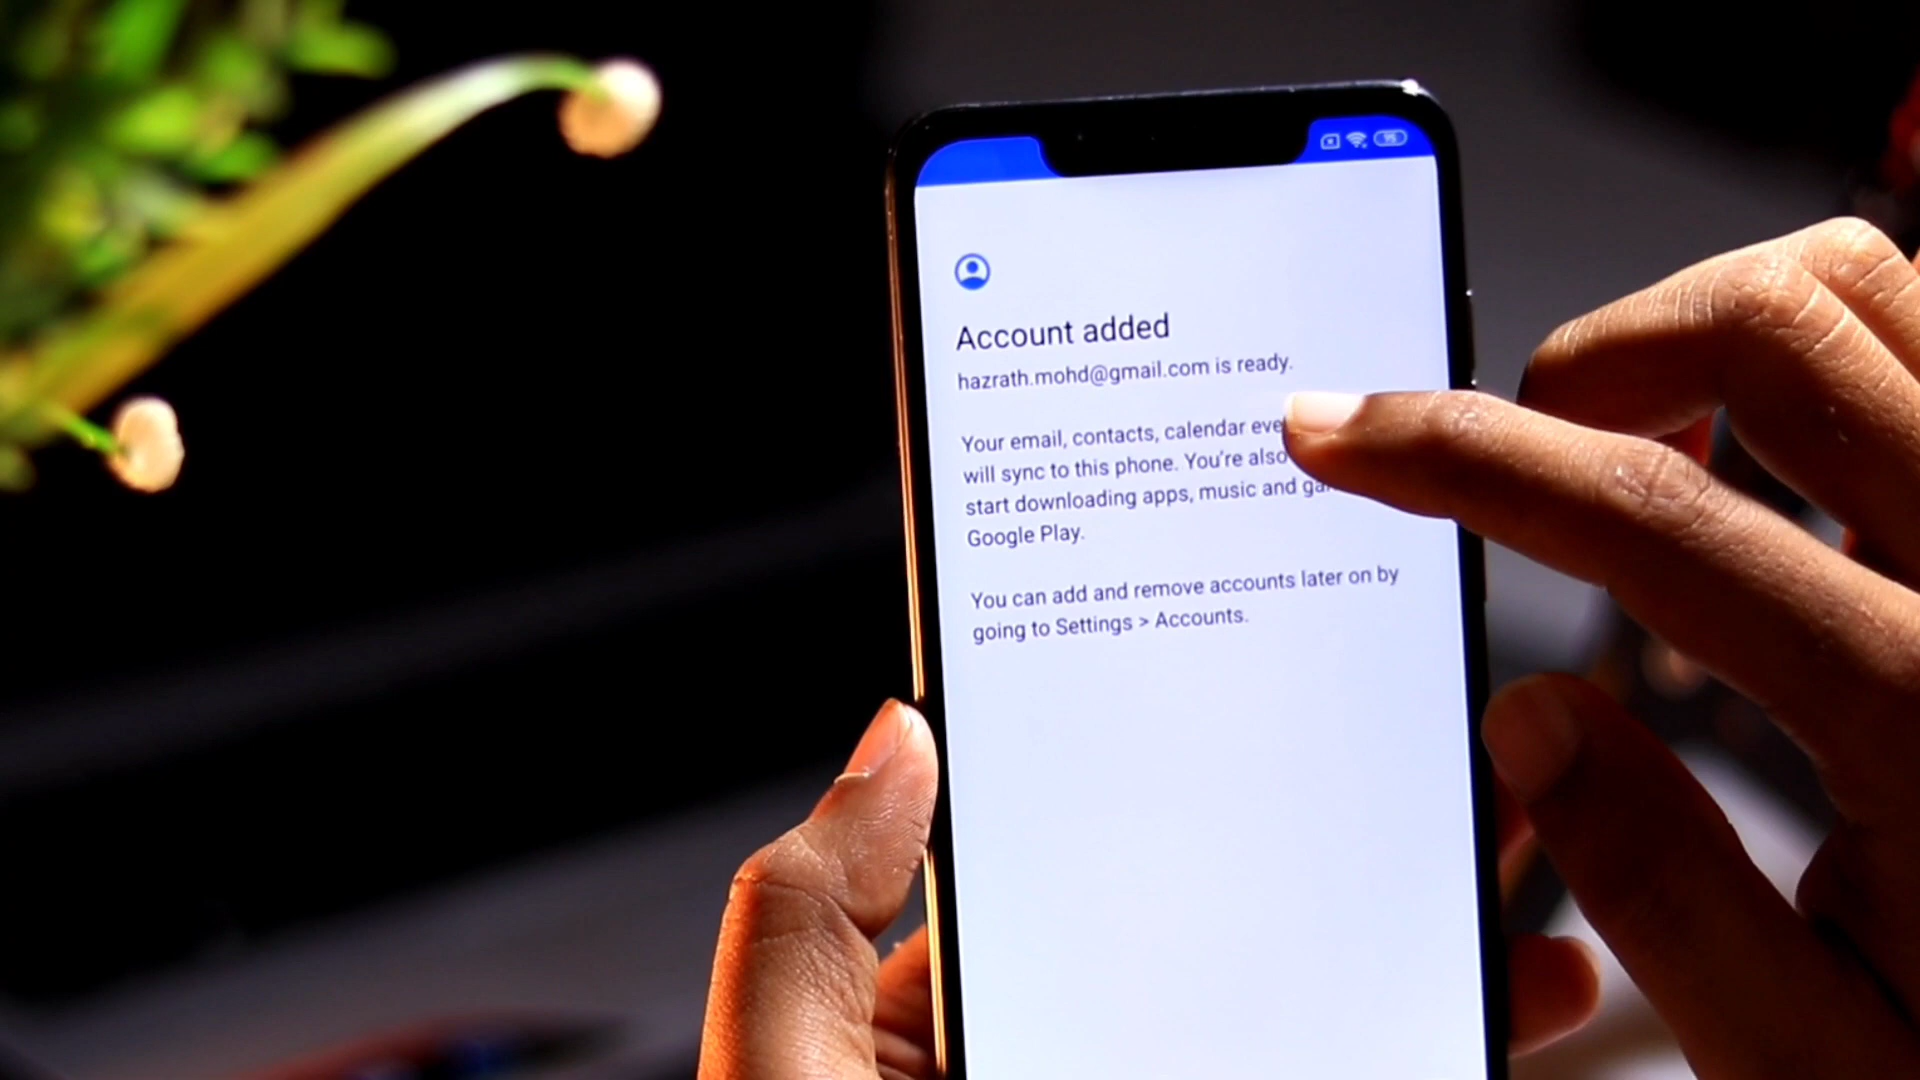 95
Account added
hazrath.mohd@gmail.com is ready.
Your email, contacts, calendar
will sync to this phone. You're also
start downloading apps, music and
Google Play.
You can add and remove accounts later on by
going to Settings > Accounts.